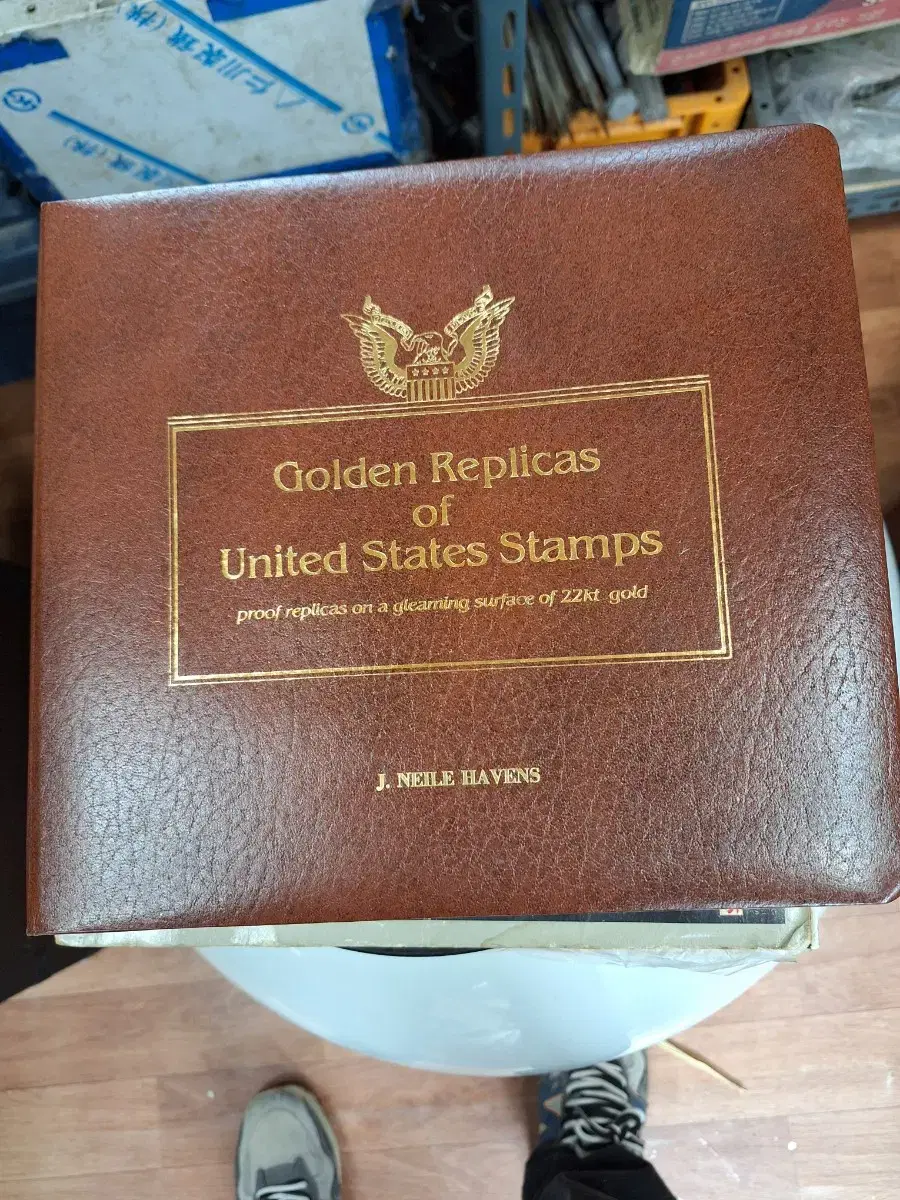 Golden Replicas
of
United States Stamps
proof replicas on a gleaming surface of 22kt gold
J. NEILE HAVENS